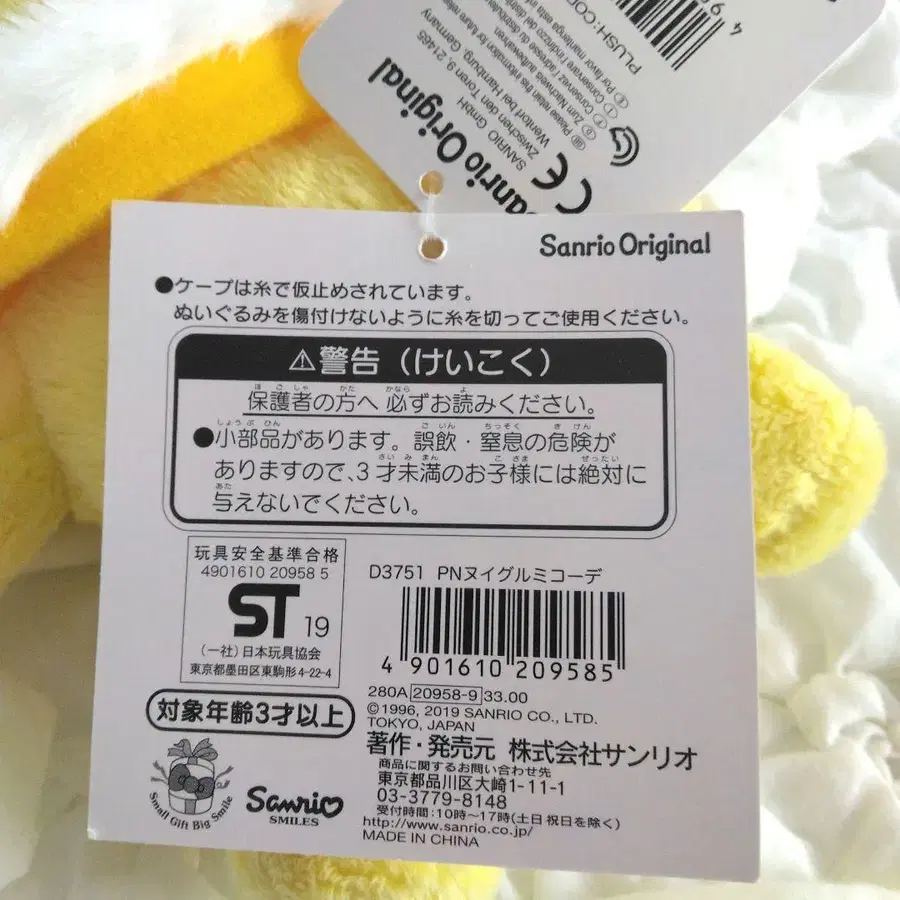 PLUSH: COD
Sanrio Original
SANRIO GmbH
Zwischen den Toren 9, 21465
Wentorf bei Hamburg, Germany
CE
Sanrio Original
●ケープは糸で仮止めされています。
ぬいぐるみを傷付けないように糸を切ってご使用ください。
⚠警告（けいこく）
保護者の方へ 必ずお読みください。
●小部品があります。誤飲・窒息の危険が
ありますので、3才未満のお子様には絶対に
与えないでください。
玩具安全基準合格
4901610 20958 5
ST 19
（一社）日本玩具協会
東京都墨田区東駒形4-22-4
対象年齢3才以上
Small Gift Big Smile
Sanrio
SMILES
D3751 PNヌイグルミコーデ
4 901610 209585
280A 20958-9 33.00
©1996, 2019 SANRIO CO., LTD.
TOKYO, JAPAN
著作・発売元 株式会社サンリオ
商品に関するお問い合わせ先
東京都品川区大崎1-11-1
03-3779-8148
受付時間：10時〜17時(土日祝日を除く)
http://www.sanrio.co.jp/
MADE IN CHINA